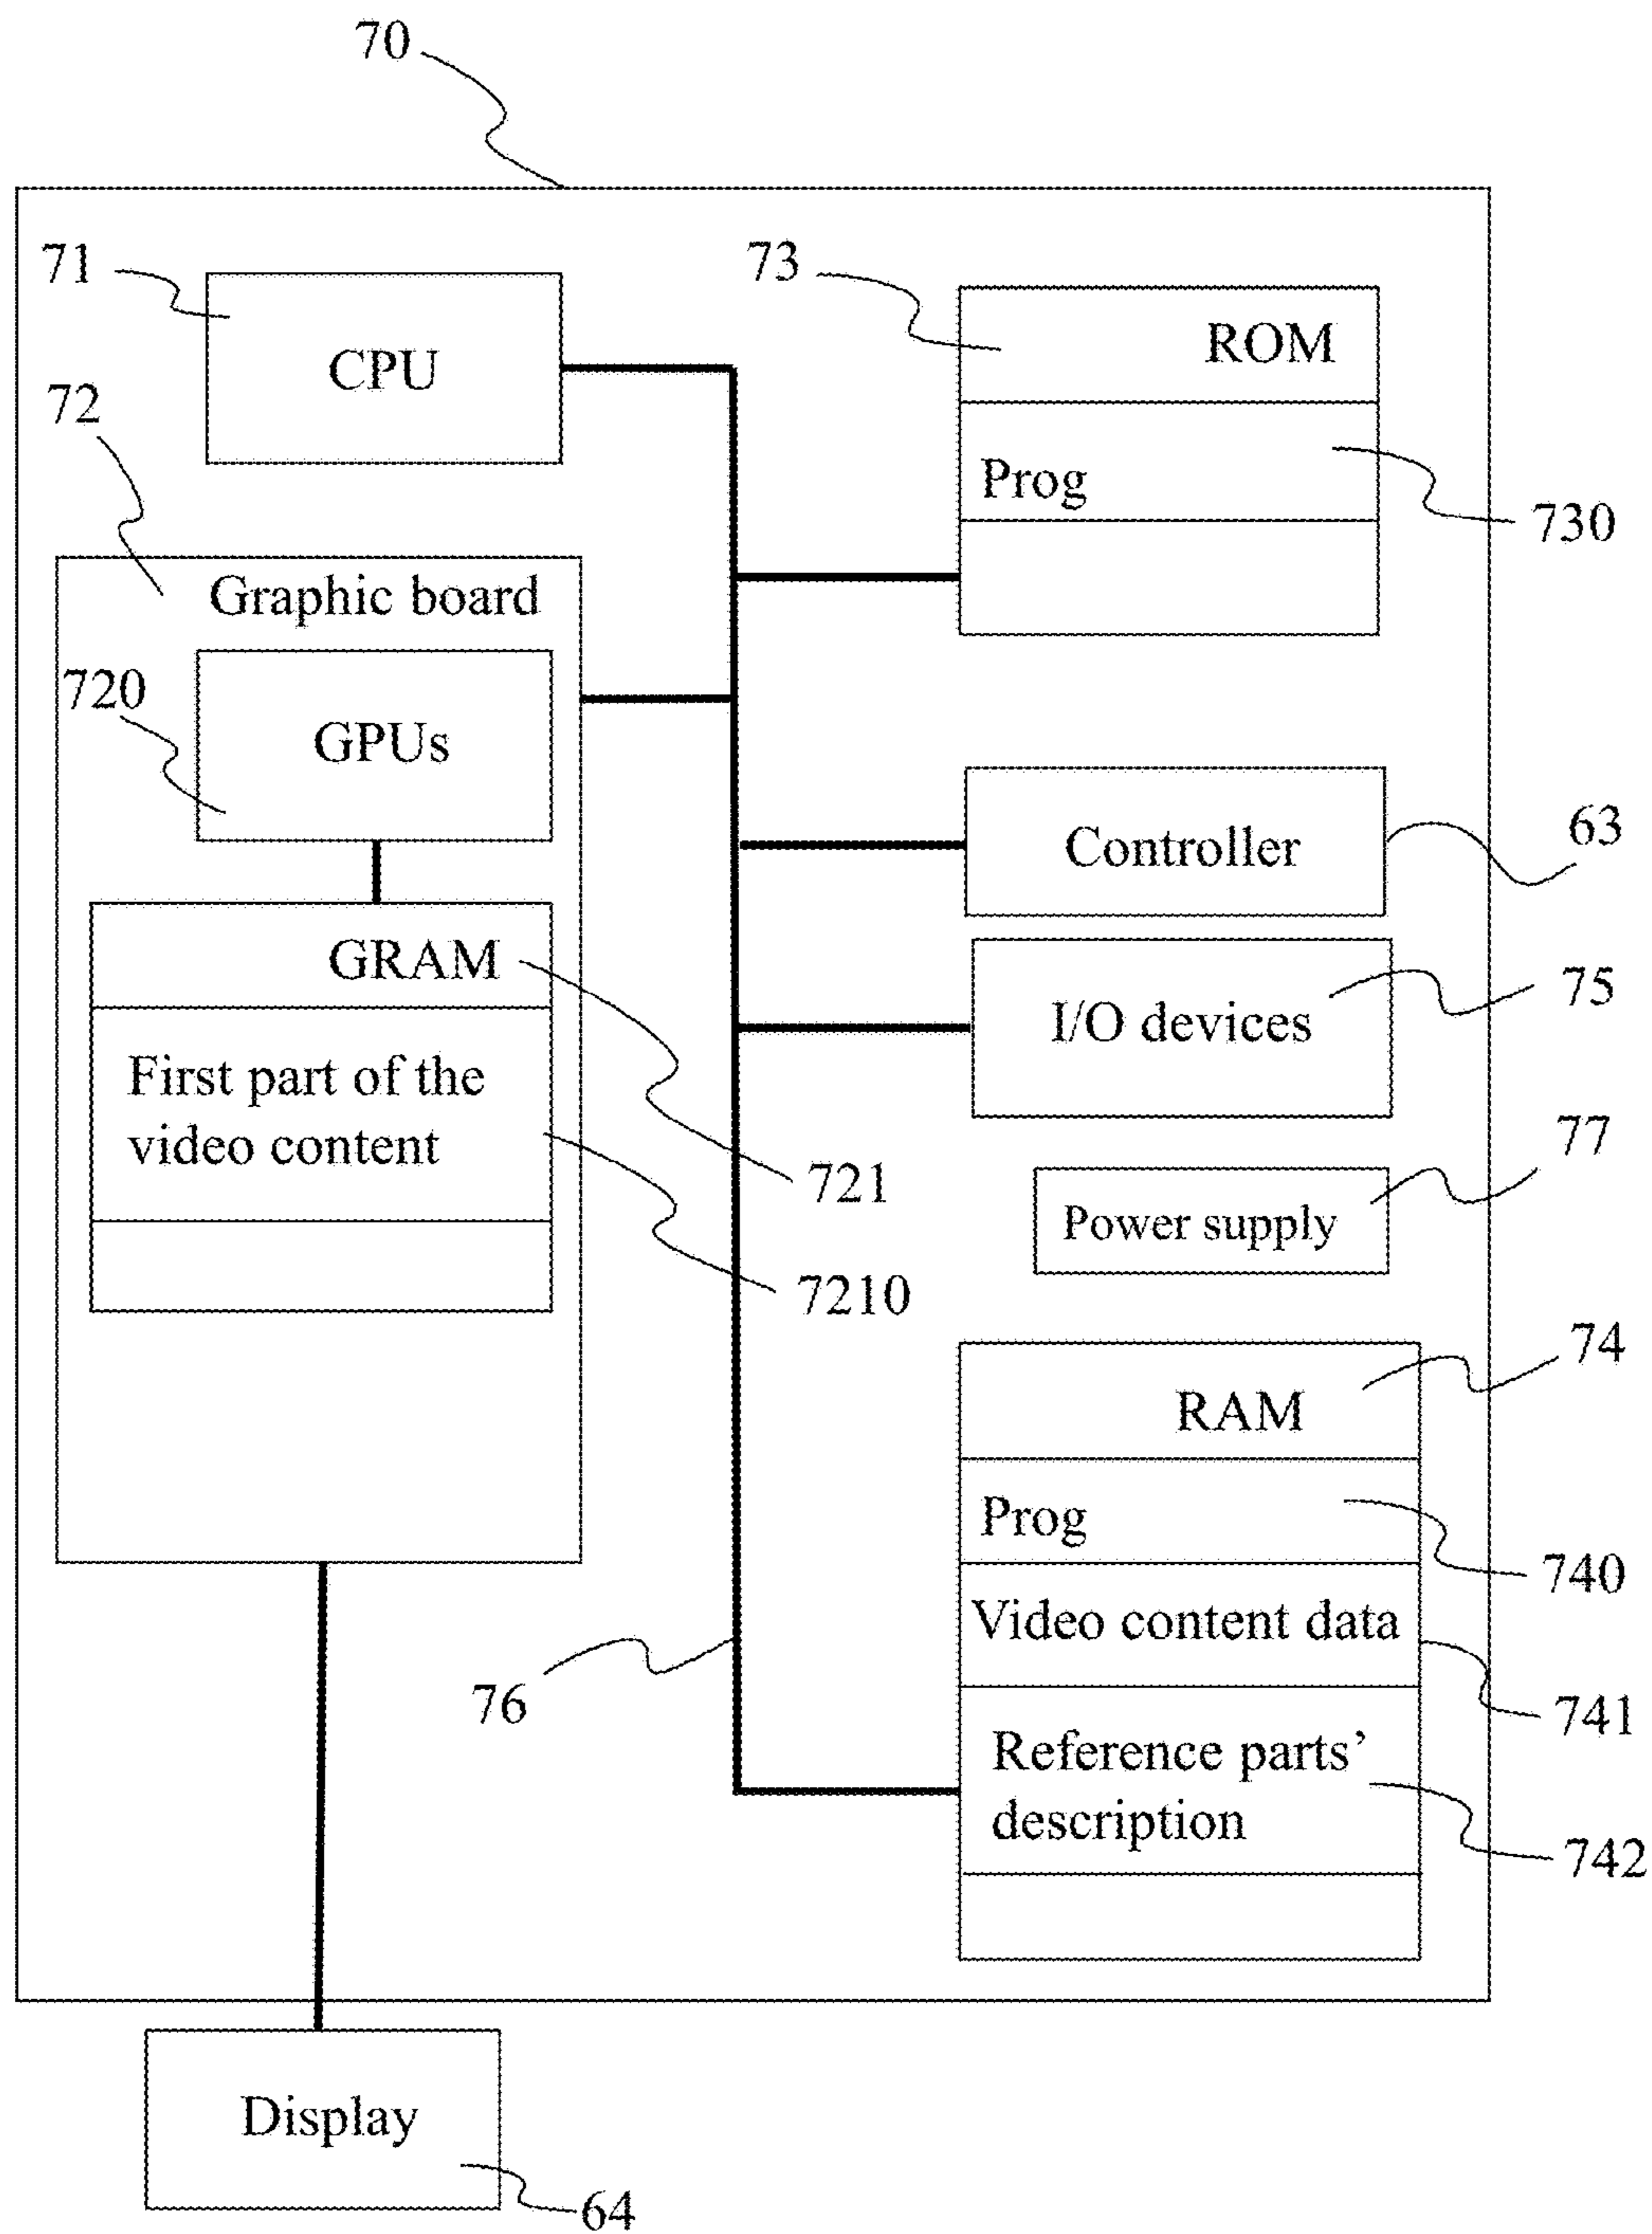 70
71
CPU
73
ROM
Prog
730
72
Graphic board
720
GPUs
GRAM
First part of the
video content
721
7210
Controller
63
I/O devices
75
77
Power supply
74
RAM
Prog
740
Video content data
741
Reference parts’
description
742
76
Display
64